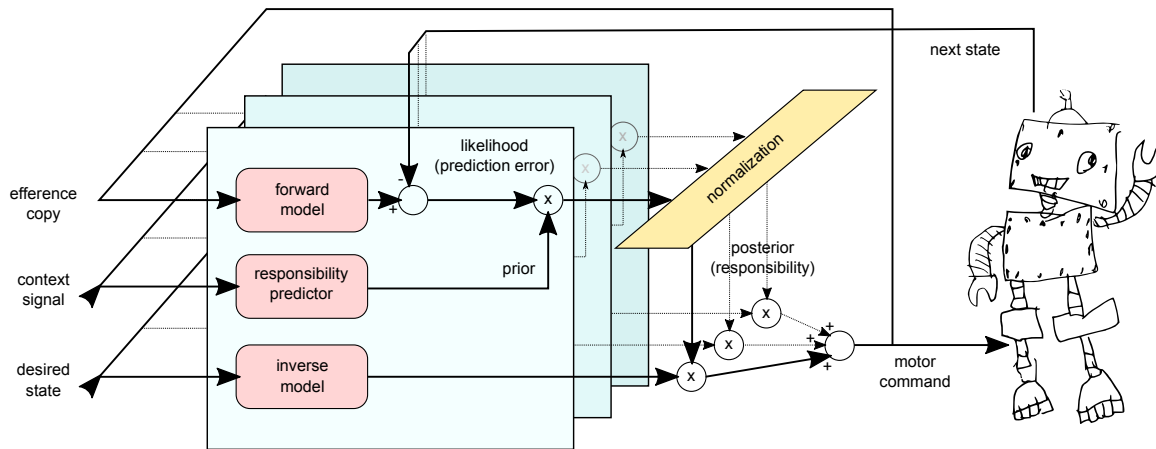 next state
likelihood
(prediction error)
normalization
efference
copy
forward
model
-
+
x
x
x
context
signal
responsibility
predictor
prior
posterior
(responsibility)
desired
state
inverse
model
x
x
x
+
+
+
motor
command